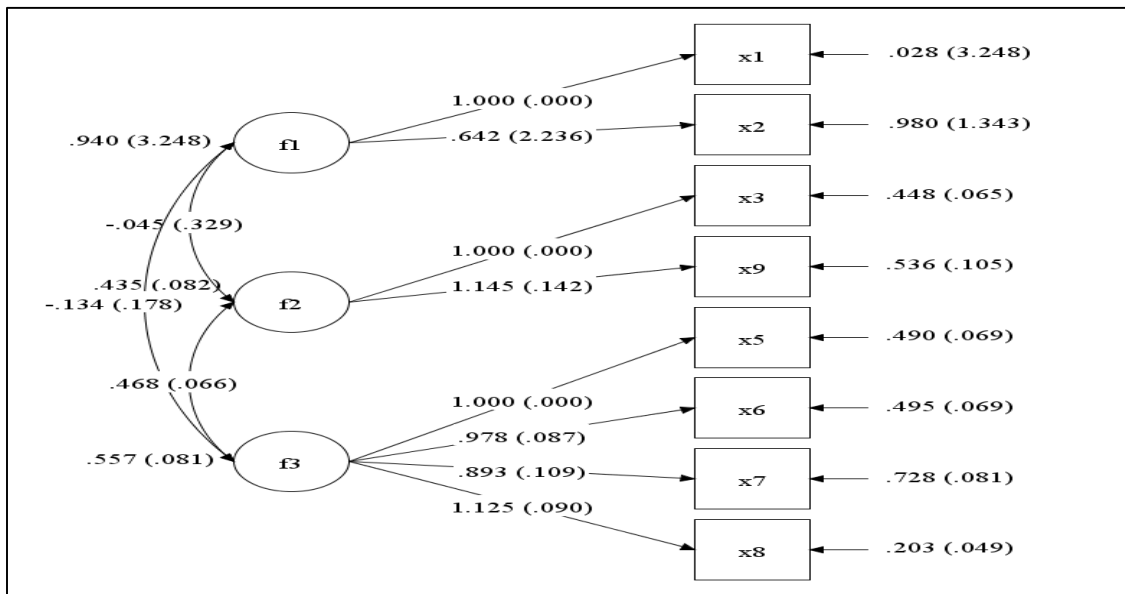 x1
.028 (3.248)
1.000 (.000)
.940 (3.248)
f1
.642 (2.236)
x2
.980 (1.343)
x3
.448 (.065)
-.045 (.329)
1.000 (.000)
x9
.536 (.105)
.435 (.082)
-.134 (.178)
f2
1.145 (.142)
x5
.490 (.069)
.468 (.066)
1.000 (.000)
x6
.495 (.069)
.978 (.087)
.557 (.081)
f3
.893 (.109)
x7
.728 (.081)
1.125 (.090)
x8
.203 (.049)